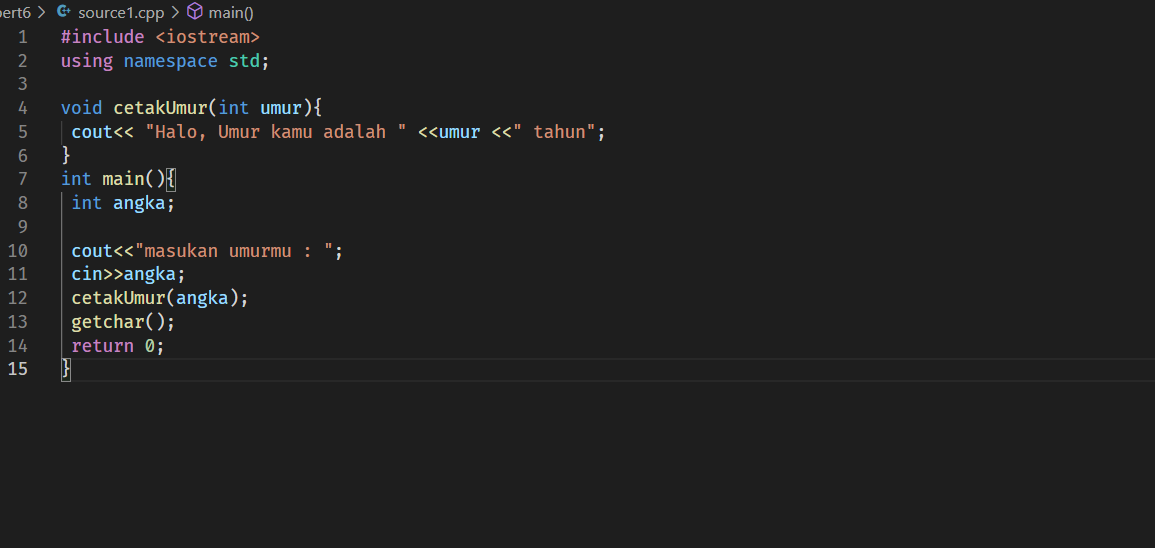 pert6 > source1.cpp > main()
1 #include <iostream>
2 using namespace std;
3
4 void cetakUmur(int umur){
5 cout<< "Halo, Umur kamu adalah " <<umur <<" tahun";
6 }
7 int main(){
8 int angka;
9
10 cout<<"masukan umurmu : ";
11 cin>>angka;
12 cetakUmur(angka);
13 getchar();
14 return 0;
15 }